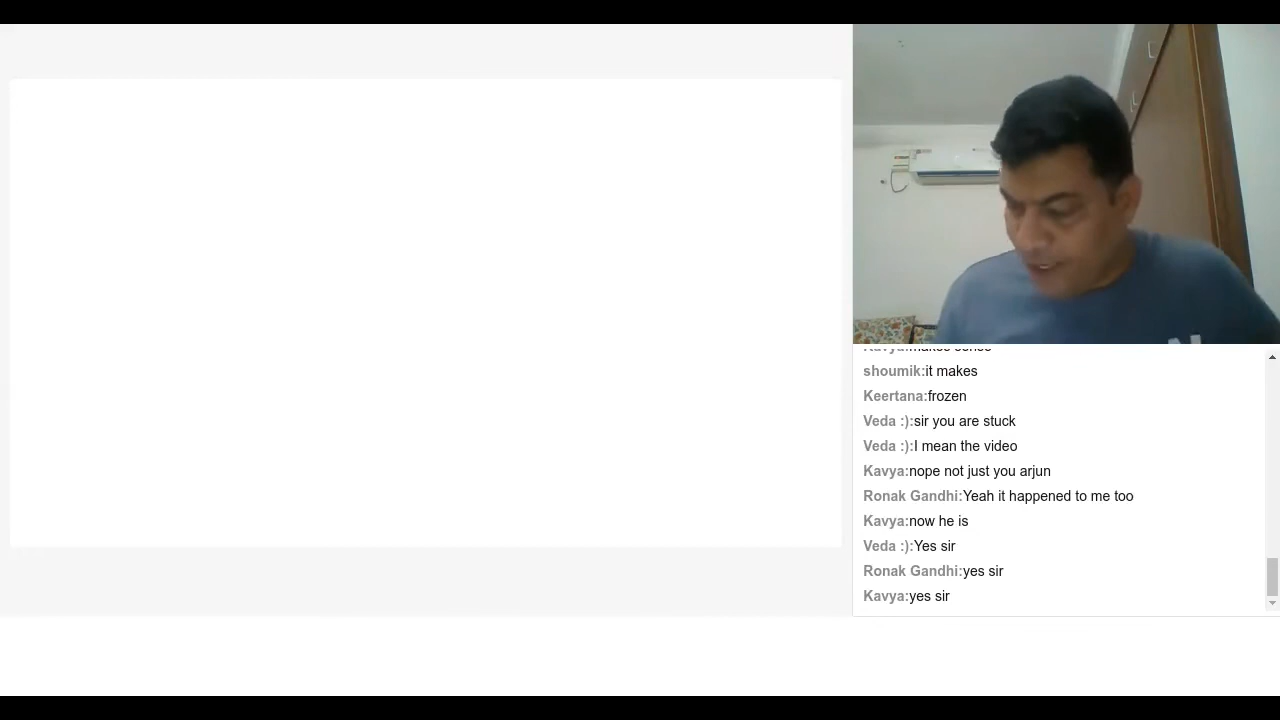 shoumik:it makes
Keertana:frozen
Veda :):sir you are stuck
Veda :):I mean the video
Kavya:nope not just you arjun
Ronak Gandhi:Yeah it happened to me too
Kavya:now he is
Veda :):Yes sir
Ronak Gandhi:yes sir
Kavya:yes sir